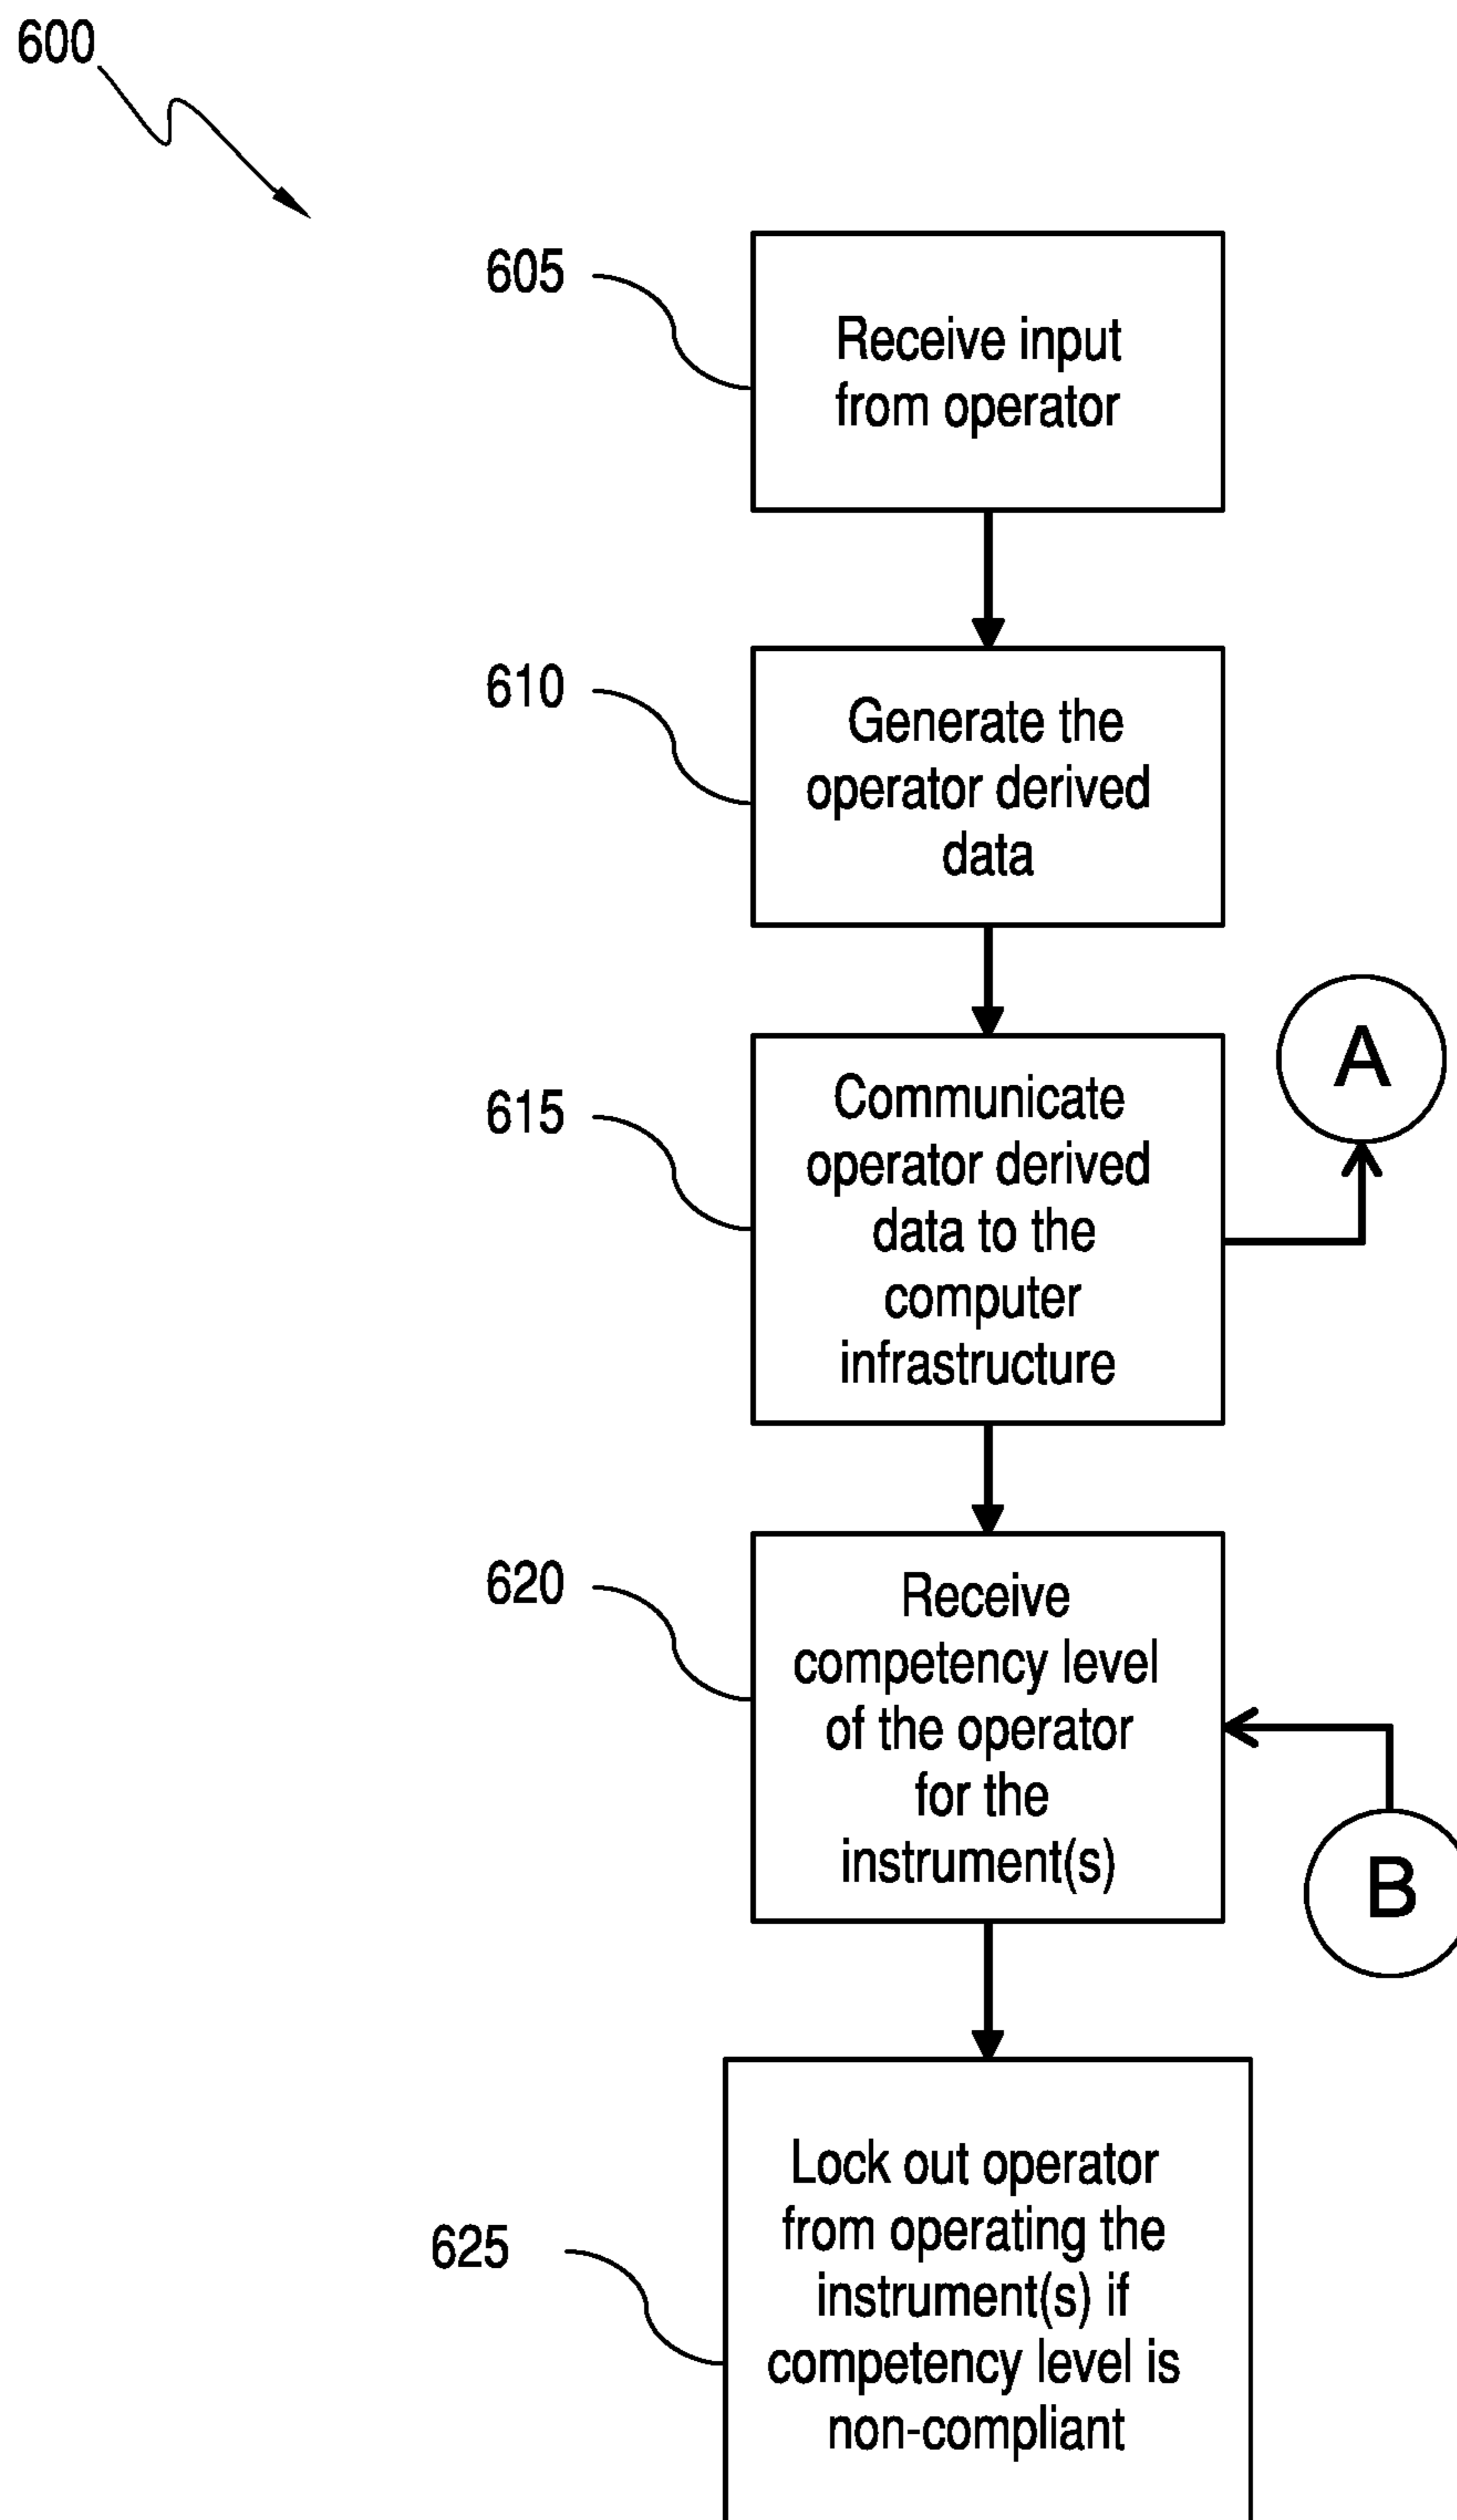 600
605
Receive input
from operator
610
Generate the
operator derived
data
A
615
Communicate
operator derived
data to the
computer
infrastructure
620
Receive
competency level
of the operator
for the
instrument(s)
B
625
Lock out operator
from operating the
instrument(s) if
competency level is
non-compliant